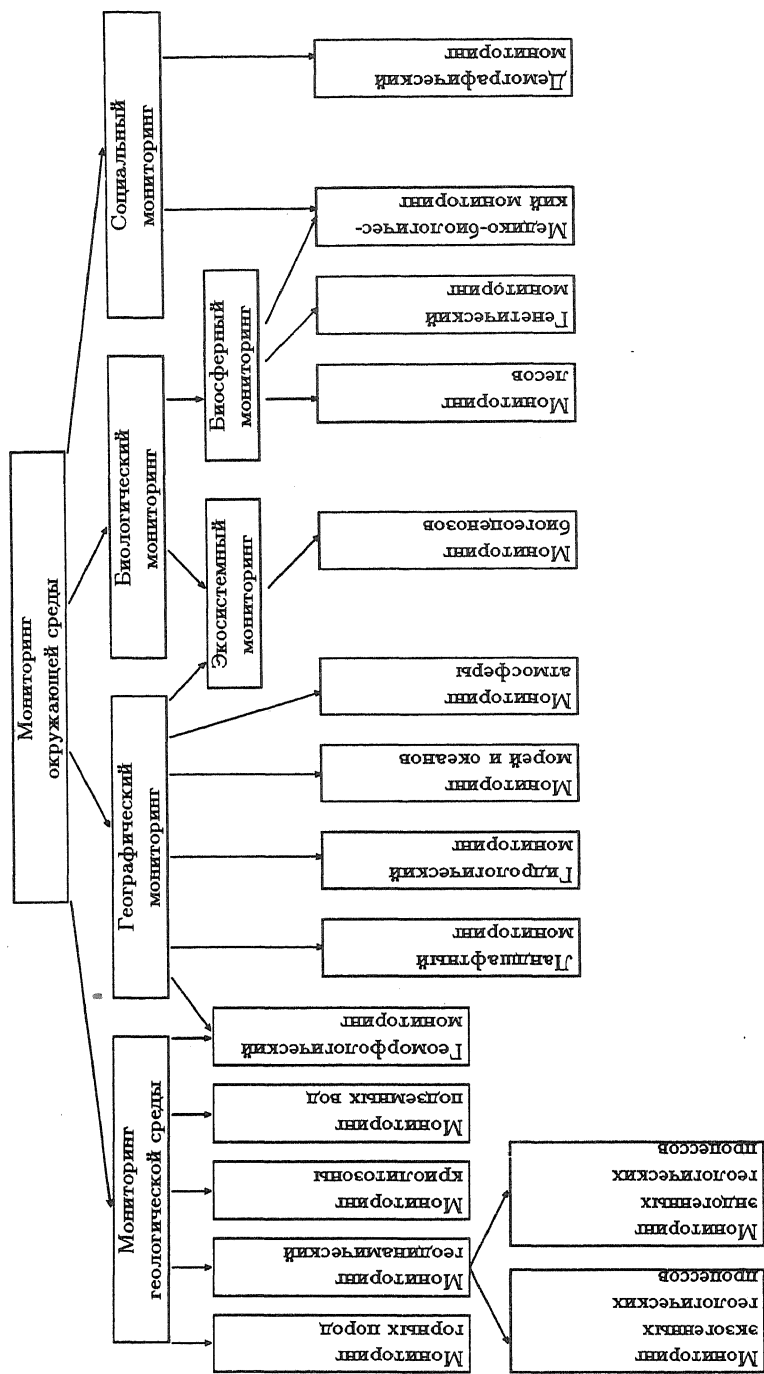 Мониторинг
окружающей среды
Мониторинг
геологической среды
Географический
мониторинг
Биологический
мониторинг
Социальный
мониторинг
Экосистемный
мониторинг
Биосферный
мониторинг
Мониторинг
горных пород
Мониторинг
геодинамический
Мониторинг
криолитозоны
Мониторинг
подземных вод
Геоморфологический
мониторинг
Ландшафтный
мониторинг
Гидрологический
мониторинг
Мониторинг
морей и океанов
Мониторинг
атмосферы
Мониторинг
биогеоценозов
Мониторинг
лесов
Генетический
мониторинг
Медико-биологичес-
кий мониторинг
Демографический
мониторинг
Мониторинг
экзогенных
геологических
процессов
Мониторинг
эндогенных
геологических
процессов